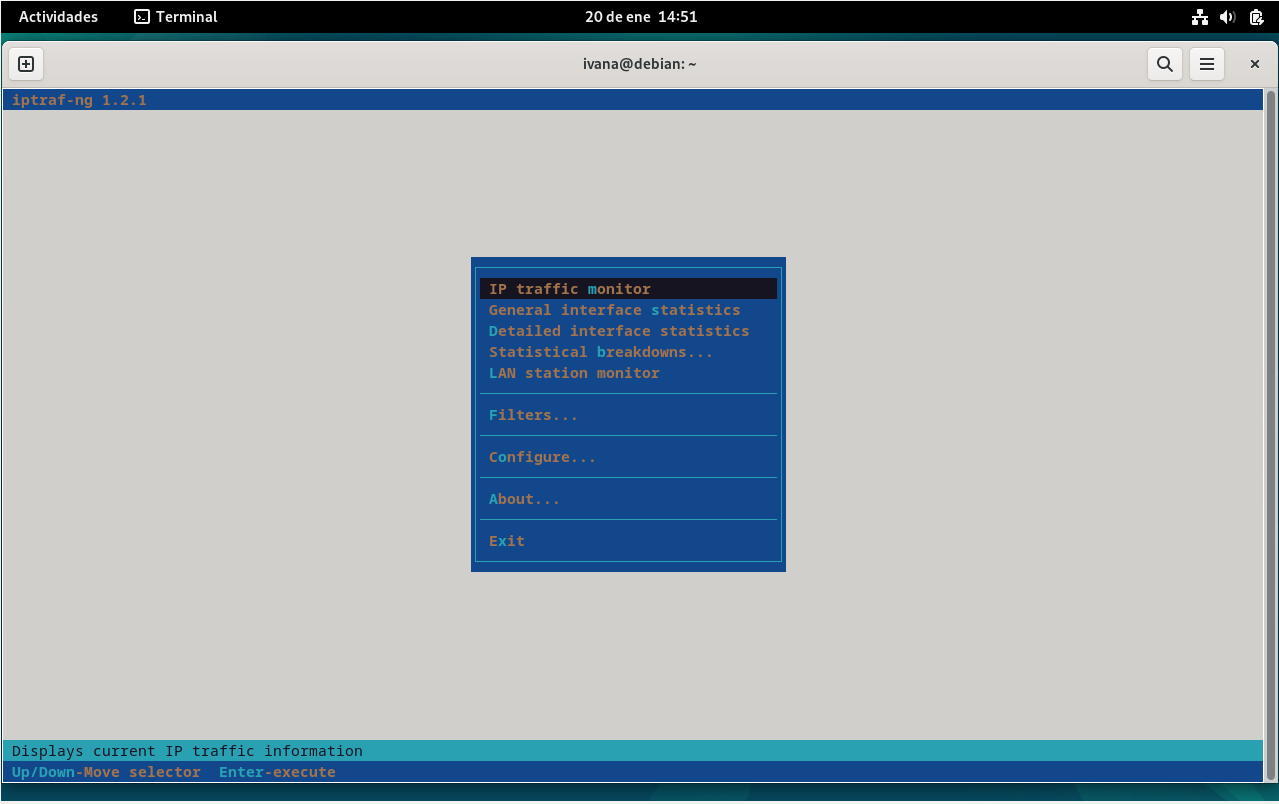 Actividades Terminal 20 de ene 14:51
ivana@debian: ~
iptraf-ng 1.2.1
IP traffic monitor
General interface statistics
Detailed interface statistics
Statistical breakdowns...
LAN station monitor
Filters...
Configure...
About...
Exit
Displays current IP traffic information
Up/Down-Move selector Enter-execute